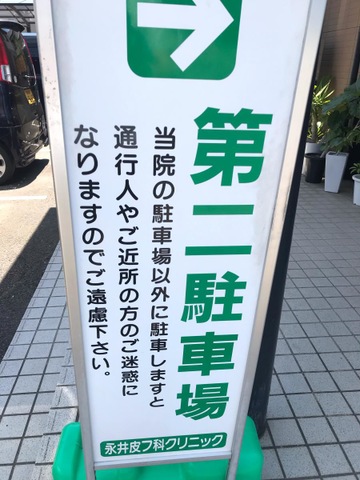 第二駐車場
当院の駐車場以外に駐車しますと
通行人やご近所の方のご迷惑に
なりますのでご遠慮下さい。
永井皮フ科クリニック